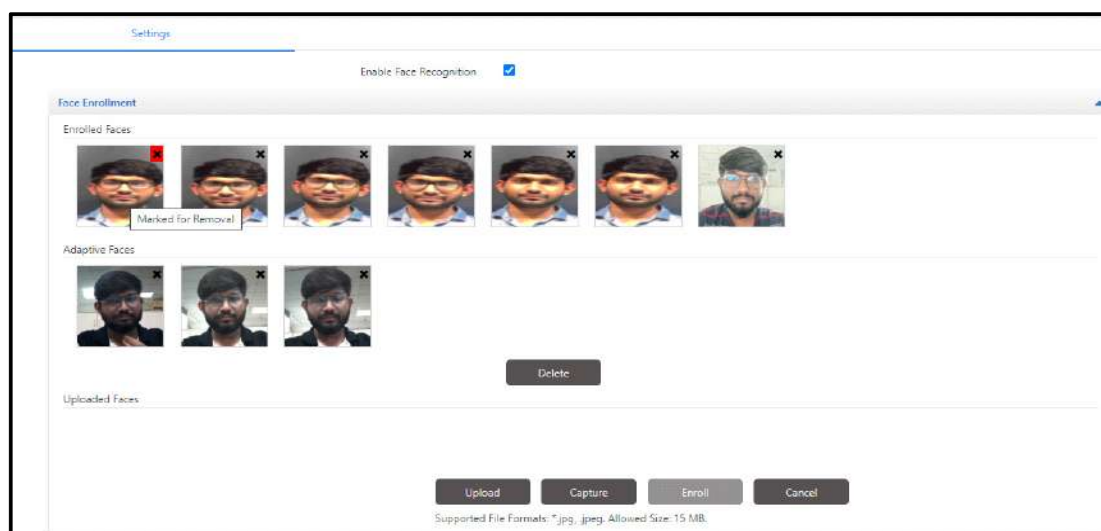 Settings
Enable Face Recognition
Face Enrollment
Enrolled Faces
Marked for Removal
Adaptive Faces
Delete
Uploaded Faces
Upload Capture Enroll Cancel
Supported File Formats: *.jpg, .jpeg. Allowed Size: 15 MB.